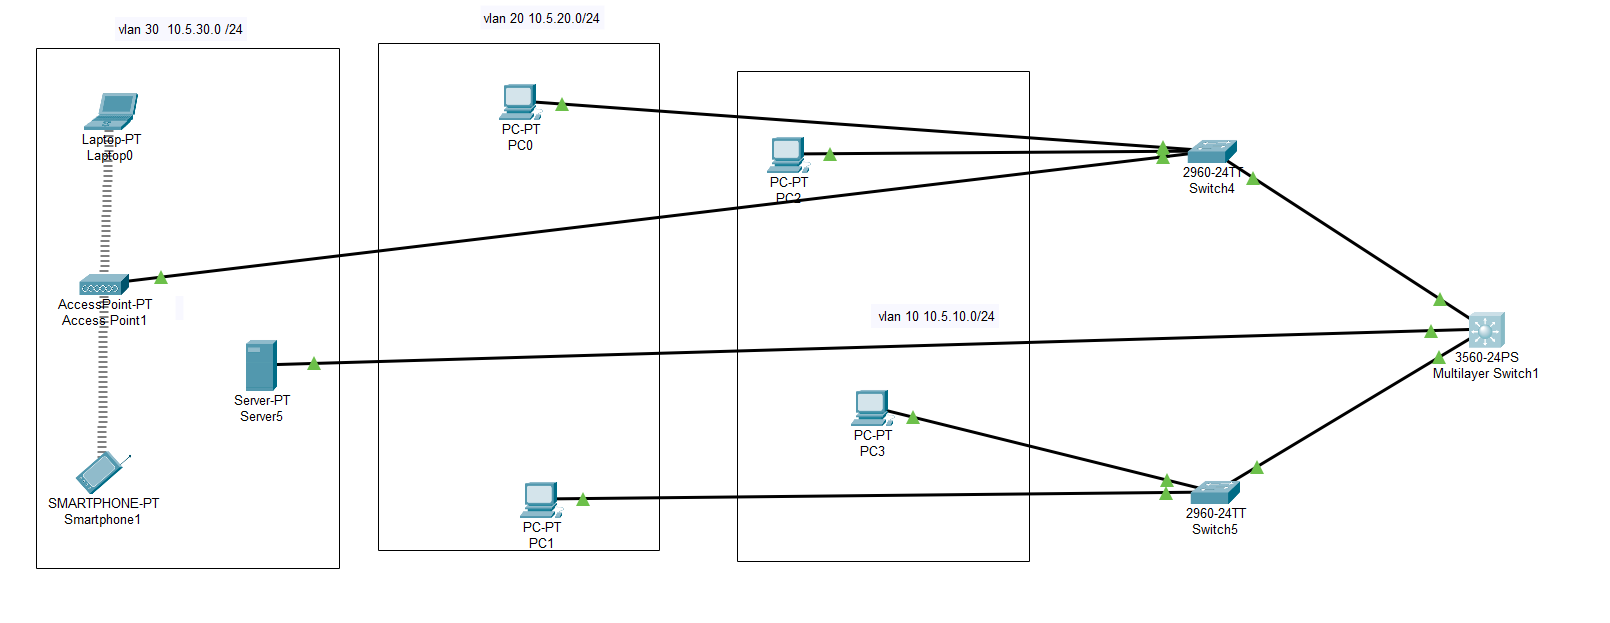 vlan 30  10.5.30.0 /24
vlan 20 10.5.20.0/24
Laptop-PT
Laptop0
PC-PT
PC0
PC-PT
PC2
2960-24TT
Switch4
AccessPoint-PT
Access Point1
vlan 10 10.5.10.0/24
3560-24PS
Multilayer Switch1
Server-PT
Server5
PC-PT
PC3
SMARTPHONE-PT
Smartphone1
PC-PT
PC1
2960-24TT
Switch5